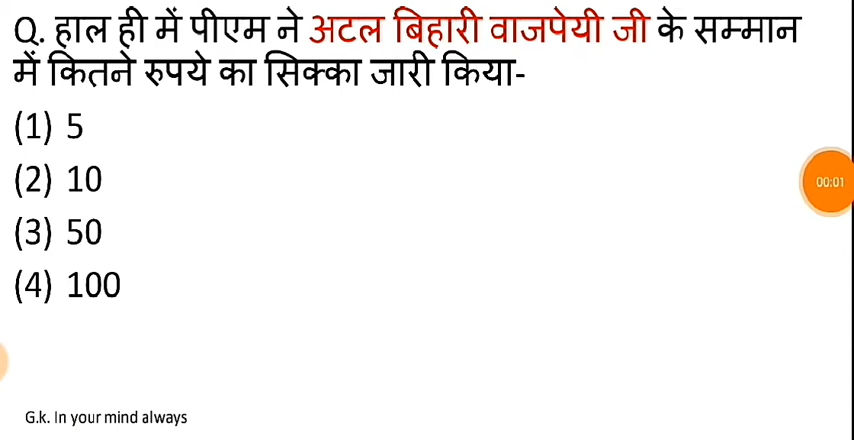 Q. हाल ही में पीएम ने अटल बिहारी वाजपेयी जी के सम्मान
में कितने रुपये का सिक्का जारी किया-
(1) 5
(2) 10
00:01
(3) 50
(4) 100
G.k. In your mind always